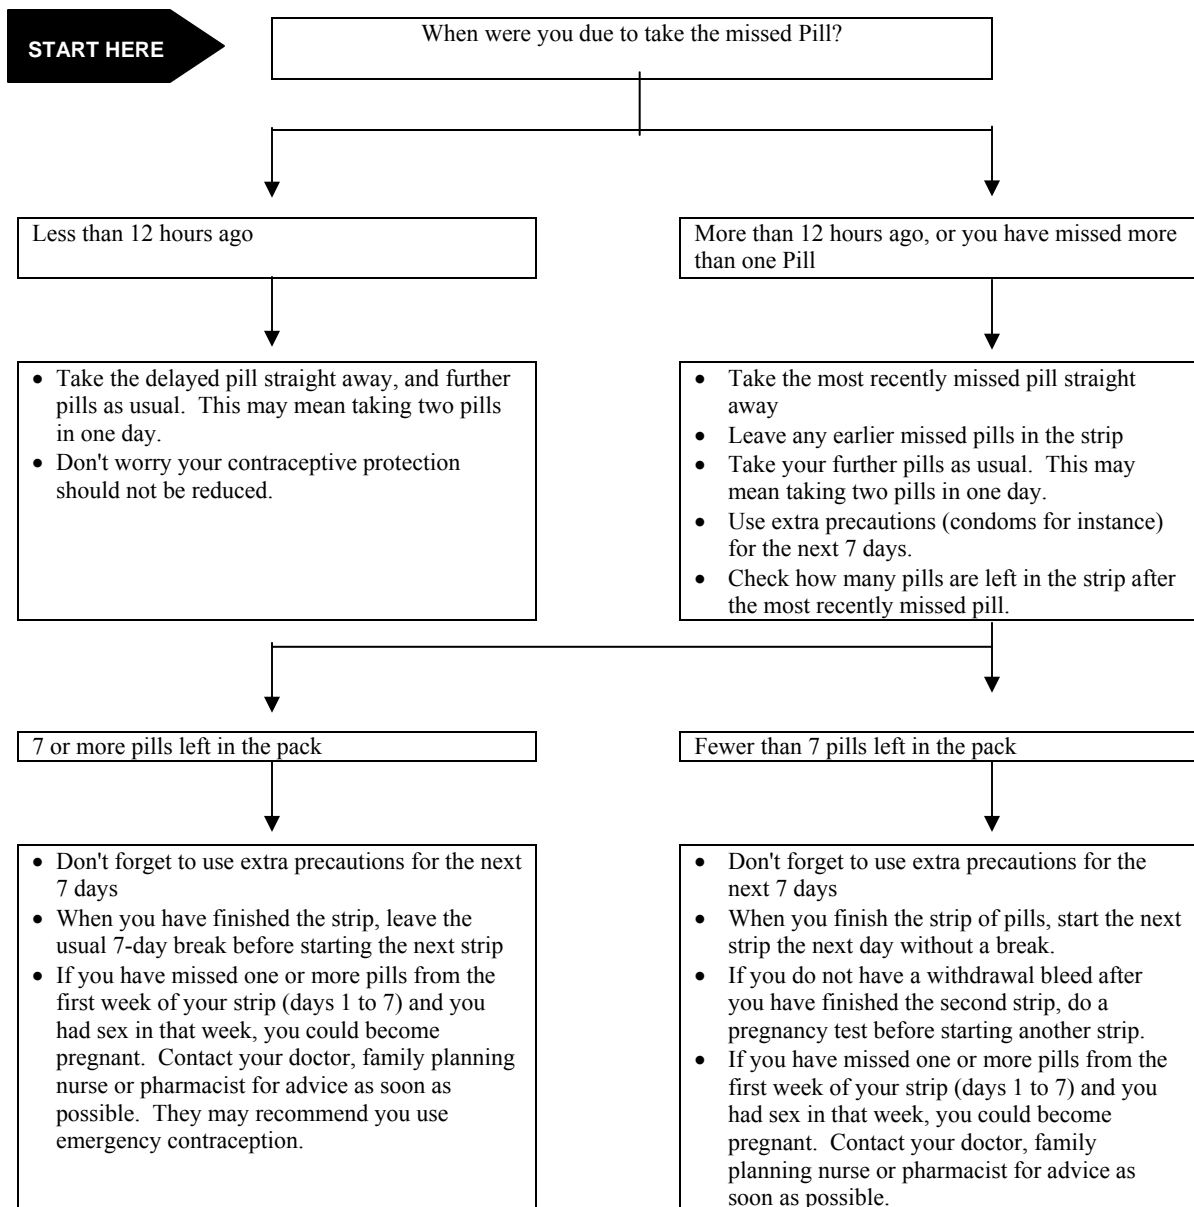 START HERE
When were you due to take the missed Pill?
Less than 12 hours ago
More than 12 hours ago, or you have missed more
than one Pill
• Take the delayed pill straight away, and further
pills as usual. This may mean taking two pills
in one day.
• Don't worry your contraceptive protection
should not be reduced.
• Take the most recently missed pill straight
away
• Leave any earlier missed pills in the strip
• Take your further pills as usual. This may
mean taking two pills in one day.
• Use extra precautions (condoms for instance)
for the next 7 days.
• Check how many pills are left in the strip after
the most recently missed pill.
7 or more pills left in the pack
Fewer than 7 pills left in the pack
• Don't forget to use extra precautions for the next
7 days
• When you have finished the strip, leave the
usual 7-day break before starting the next strip
• If you have missed one or more pills from the
first week of your strip (days 1 to 7) and you
had sex in that week, you could become
pregnant. Contact your doctor, family planning
nurse or pharmacist for advice as soon as
possible. They may recommend you use
emergency contraception.
• Don't forget to use extra precautions for the
next 7 days
• When you finish the strip of pills, start the next
strip the next day without a break.
• If you do not have a withdrawal bleed after
you have finished the second strip, do a
pregnancy test before starting another strip.
• If you have missed one or more pills from the
first week of your strip (days 1 to 7) and you
had sex in that week, you could become
pregnant. Contact your doctor, family
planning nurse or pharmacist for advice as
soon as possible.